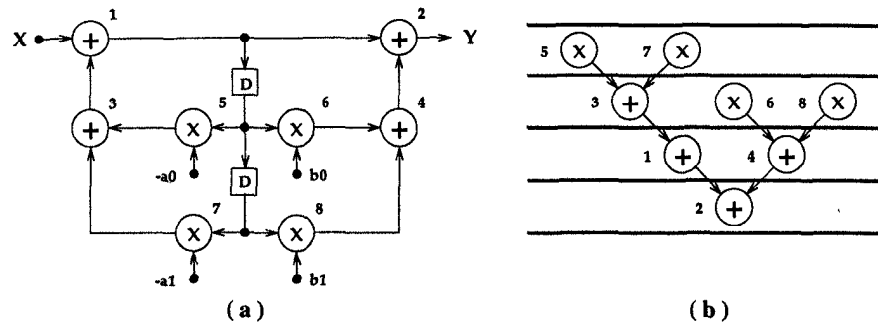 1 2
X + + Y
D
3 5 6 4 
+ X X +
-a0 b0
D
7 8
X X
-a1 b1
(a)
5 X 7 X
3 + X 6 8 X
1 + 4 +
2 +
(b)